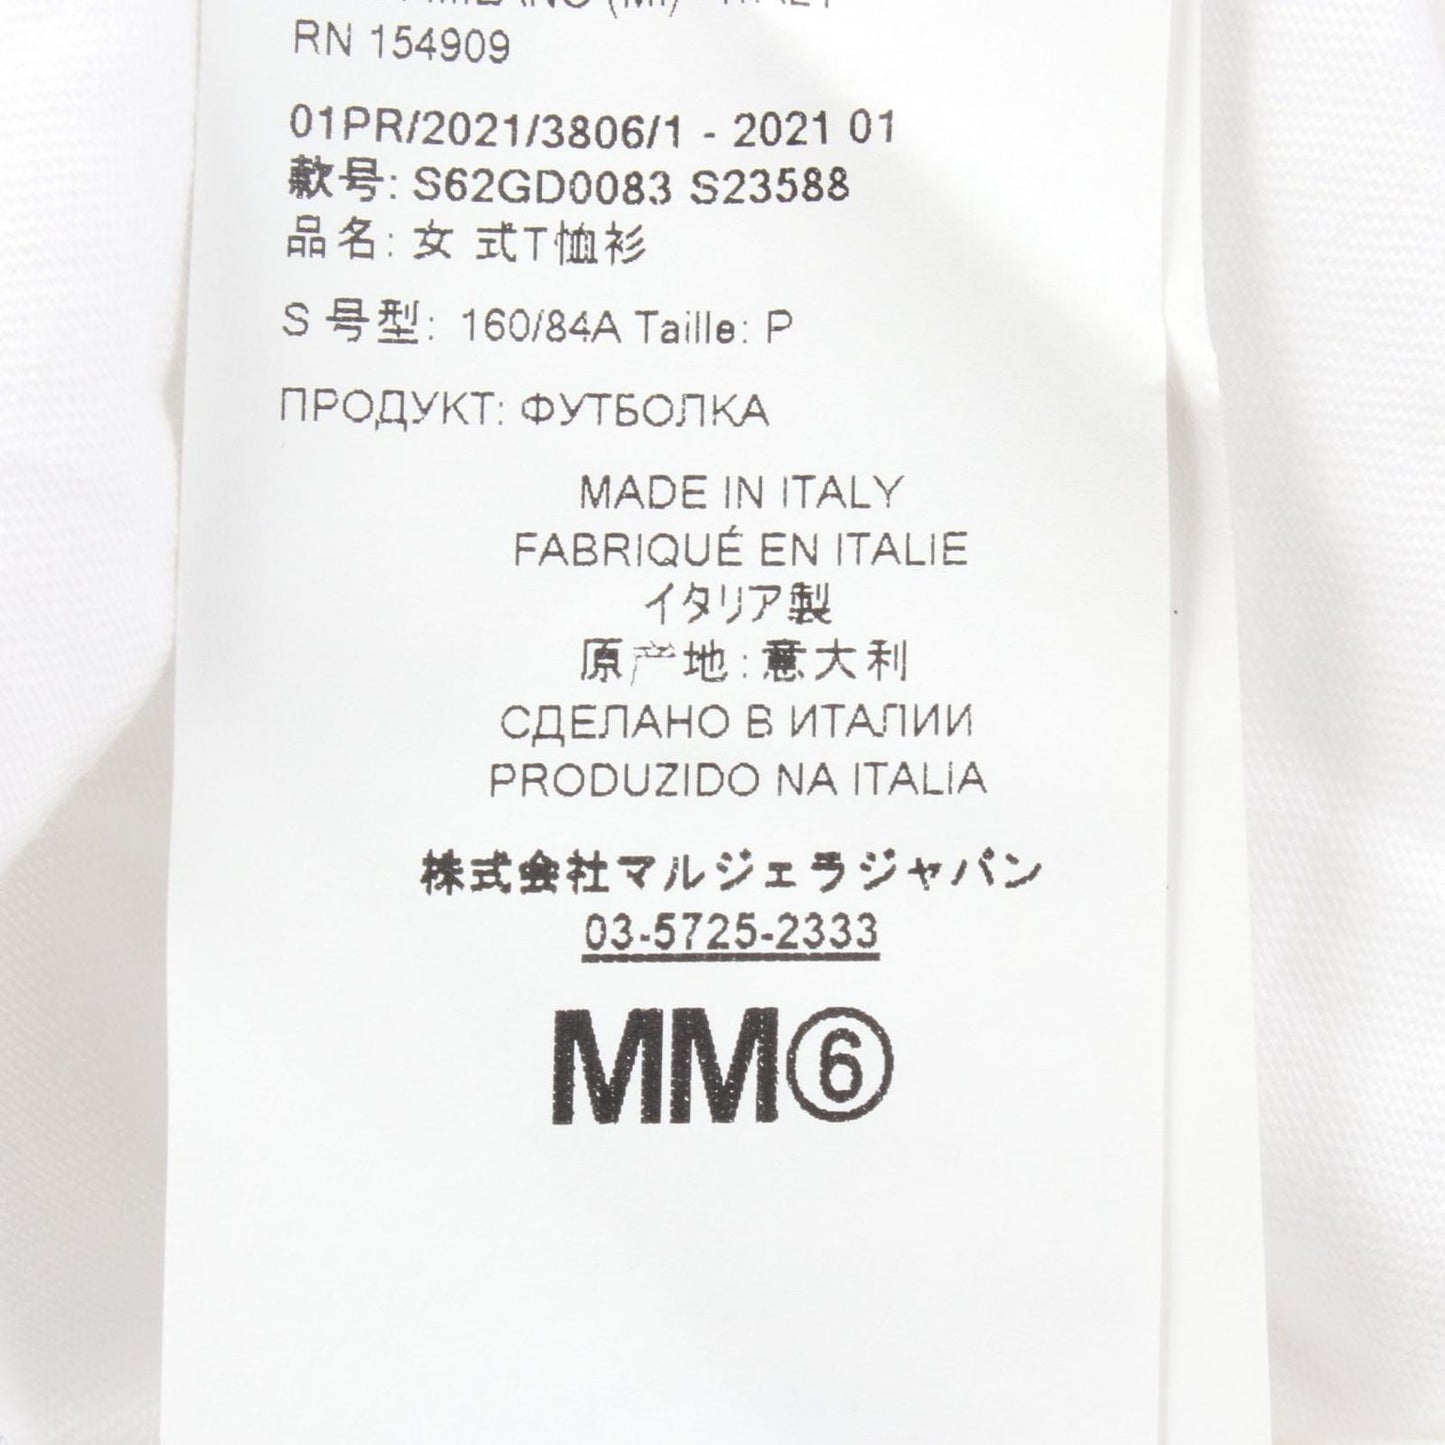 MILANO (MI) - ITALY
RN 154909
01PR/2021/3806/1 - 2021 01
款号: S62GD0083 S23588
品名: 女 式T恤衫
S 号型: 160/84A Taille: P
ПРОДУКТ: ФУТБОЛКА
MADE IN ITALY
FABRIQUÉ EN ITALIE
イタリア製
原产地: 意大利
СДЕЛАНО В ИТАЛИИ
PRODUZIDO NA ITALIA
株式会社マルジェラジャパン
03-5725-2333
MM⑥